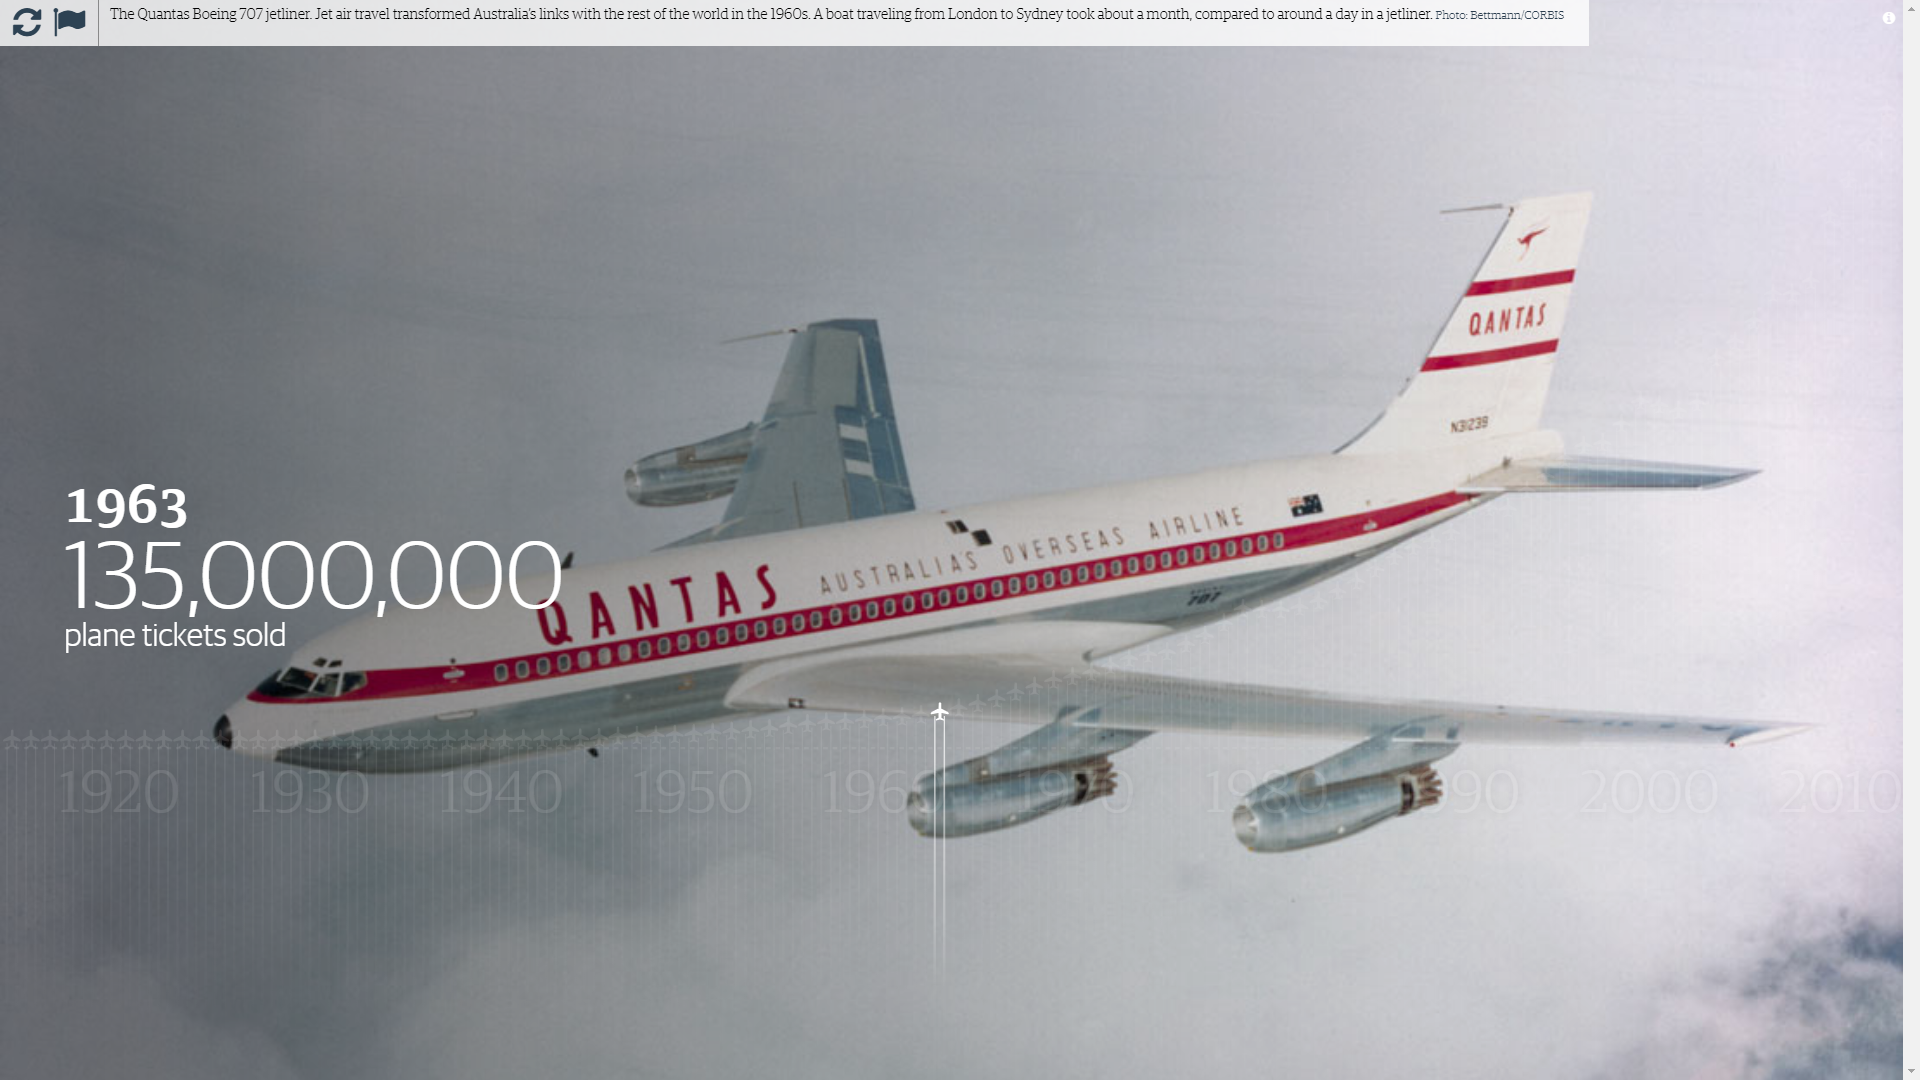 The Quantas Boeing 707 jetliner. Jet air travel transformed Australia's links with the rest of the world in the 1960s. A boat traveling from London to Sydney took about a month, compared to around a day in a jetliner. Photo: Bettmann/CORBIS
QANTAS
N31239
1963
135,000,000
plane tickets sold
QANTAS AUSTRALIA'S OVERSEAS AIRLINE
707
1920 1930 1940 1950 1960 1970 1980 1990 2000 2010